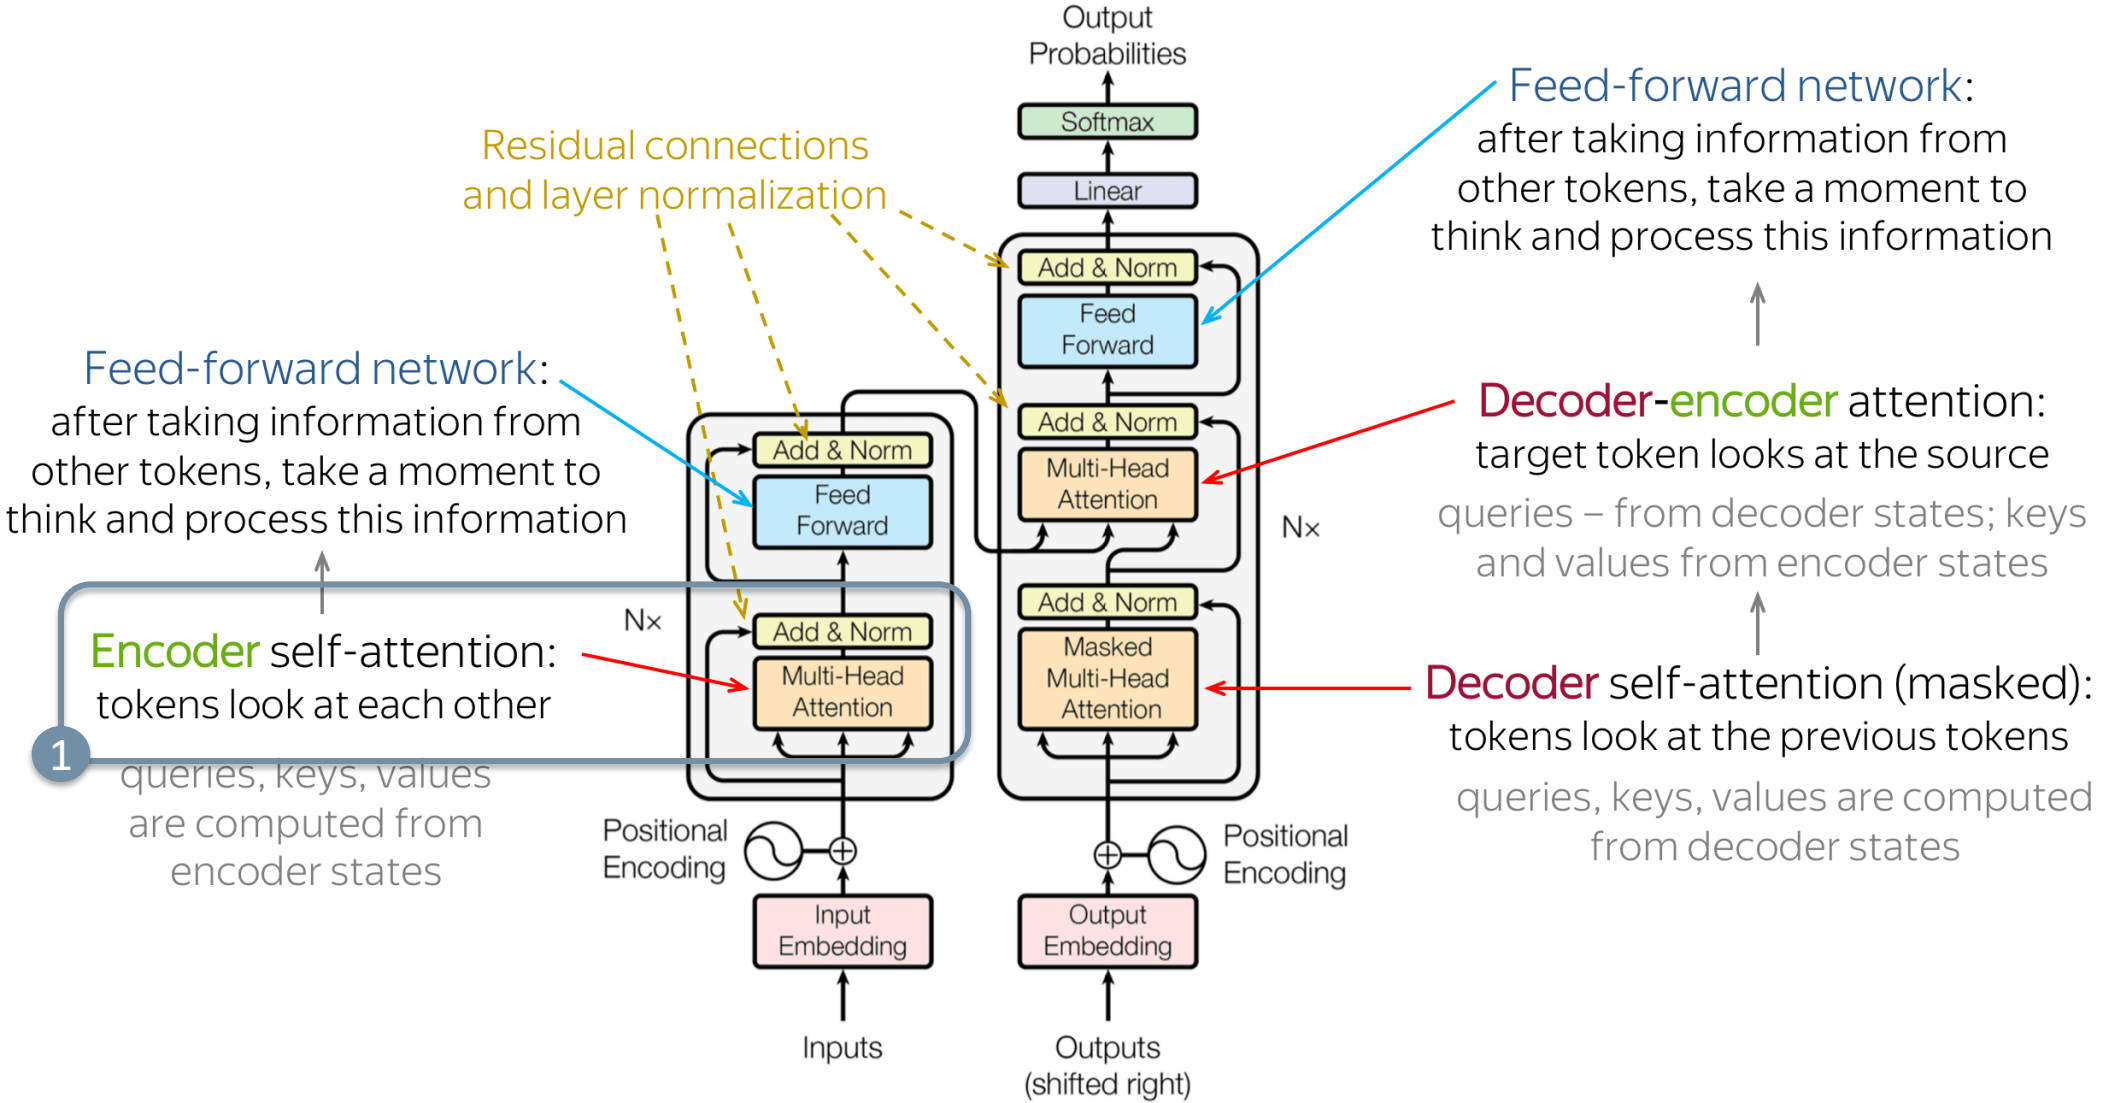 Output
Probabilities
Softmax
Linear
Add & Norm
Feed
Forward
Add & Norm
Multi-Head
Attention
Add & Norm
Masked
Multi-Head
Attention
Nx
Positional
Encoding
Output
Embedding
Outputs
(shifted right)
Residual connections
and layer normalization
Feed-forward network:
after taking information from
other tokens, take a moment to
think and process this information
Encoder self-attention:
tokens look at each other
1
queries, keys, values
are computed from
encoder states
Add & Norm
Feed
Forward
Nx
Add & Norm
Multi-Head
Attention
Positional
Encoding
Input
Embedding
Inputs
Feed-forward network:
after taking information from
other tokens, take a moment to
think and process this information
Decoder-encoder attention:
target token looks at the source
queries – from decoder states; keys
and values from encoder states
Decoder self-attention (masked):
tokens look at the previous tokens
queries, keys, values are computed
from decoder states